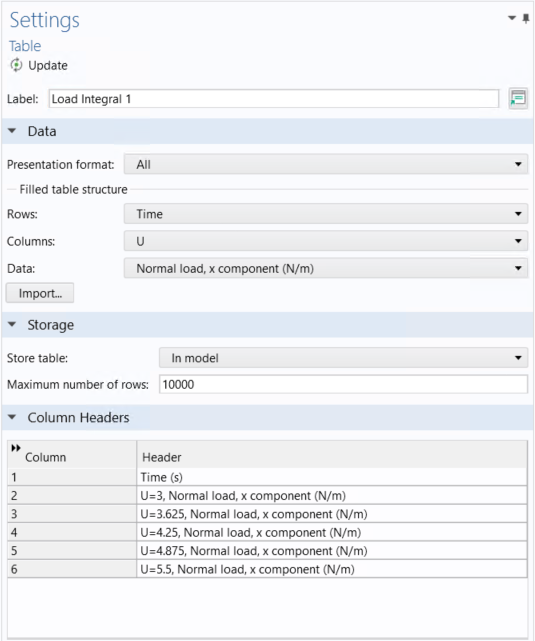 Settings
Table
Update
Label: Load Integral 1
Data
Presentation format: All
Filled table structure
Rows: Time
Columns: U
Data: Normal load, x component (N/m)
Import...
Storage
Store table: In model
Maximum number of rows: 10000
Column Headers
Column Header
1 Time (s)
2 U=3, Normal load, x component (N/m)
3 U=3.625, Normal load, x component (N/m)
4 U=4.25, Normal load, x component (N/m)
5 U=4.875, Normal load, x component (N/m)
6 U=5.5, Normal load, x component (N/m)